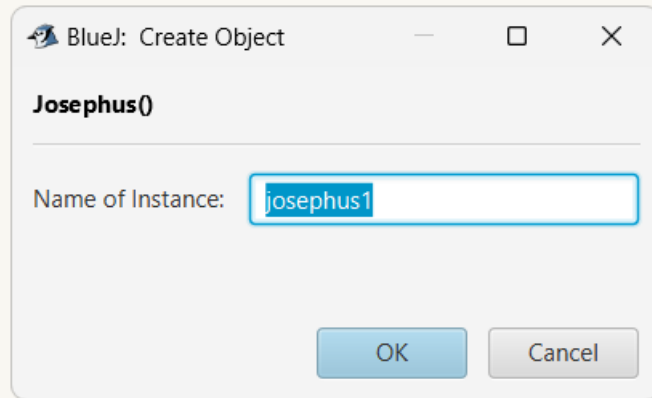 BlueJ: Create Object
Josephus()
Name of Instance: josephus1
OK Cancel